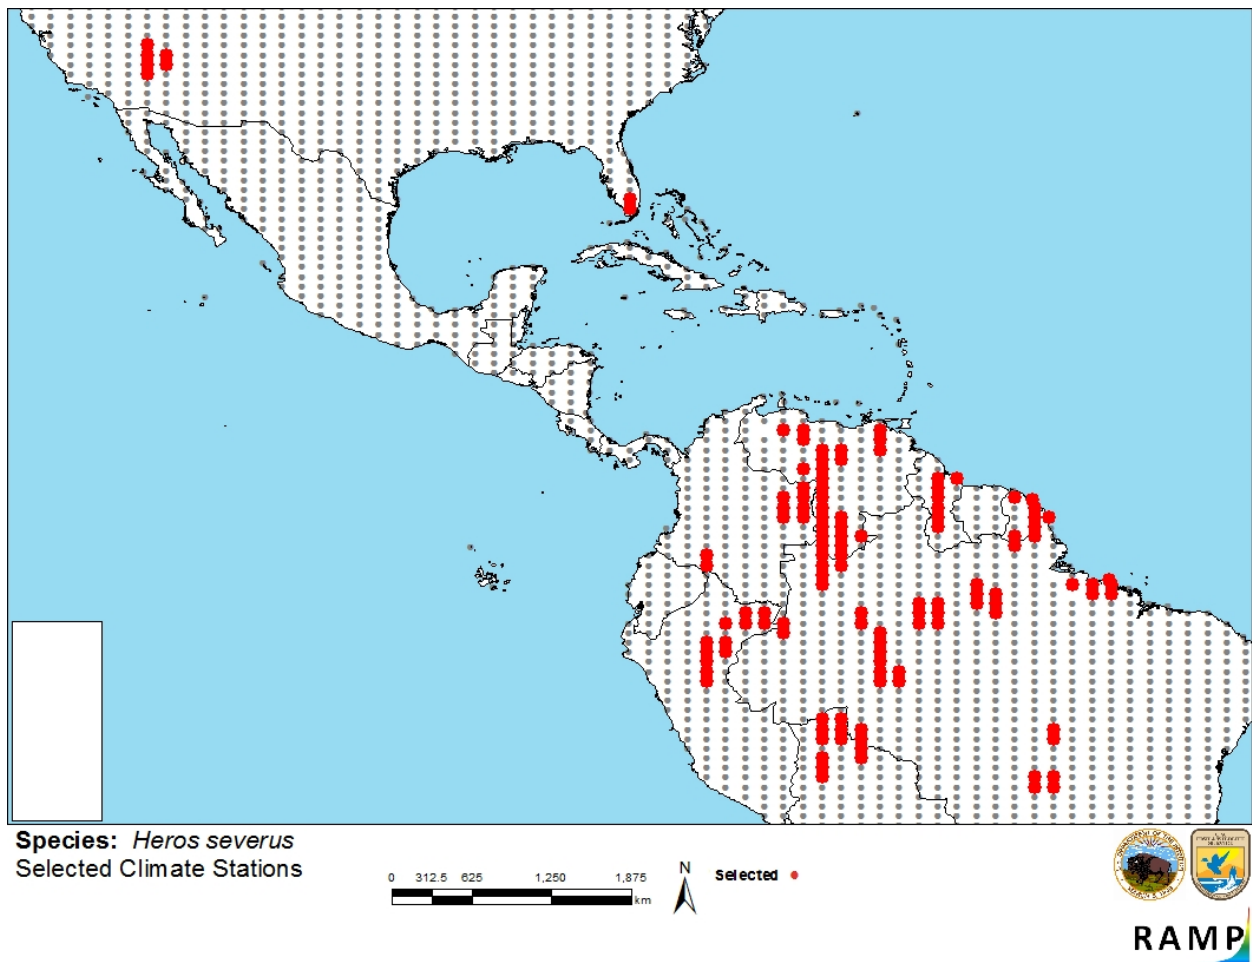 Species: Heros severus
Selected Climate Stations
0 312.5 625 1,250 1,875
km
N
Selected
RAMP